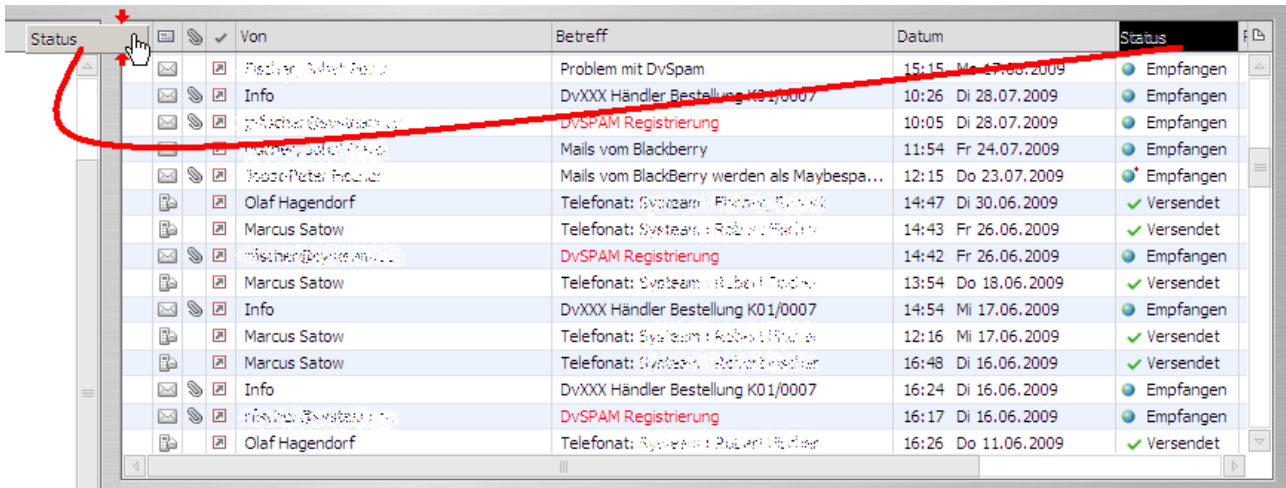 Status Von Betreff Datum Status
Problem mit DvSpam 15:15 Mo 17.08.2009 Empfangen
Info DvXXX Händler Bestellung K01/0007 10:26 Di 28.07.2009 Empfangen
DvSPAM Registrierung 10:05 Di 28.07.2009 Empfangen
Mails vom Blackberry 11:54 Fr 24.07.2009 Empfangen
Mails vom BlackBerry werden als Maybespa... 12:15 Do 23.07.2009 Empfangen
Olaf Hagendorf Telefonat: 14:47 Di 30.06.2009 Versendet
Marcus Satow Telefonat: 14:43 Fr 26.06.2009 Versendet
DvSPAM Registrierung 14:42 Fr 26.06.2009 Empfangen
Marcus Satow Telefonat: 13:54 Do 18.06.2009 Versendet
Info DvXXX Händler Bestellung K01/0007 14:54 Mi 17.06.2009 Empfangen
Marcus Satow Telefonat: 12:16 Mi 17.06.2009 Versendet
Marcus Satow Telefonat: 16:48 Di 16.06.2009 Versendet
Info DvXXX Händler Bestellung K01/0007 16:24 Di 16.06.2009 Empfangen
DvSPAM Registrierung 16:17 Di 16.06.2009 Empfangen
Olaf Hagendorf Telefonat: 16:26 Do 11.06.2009 Versendet